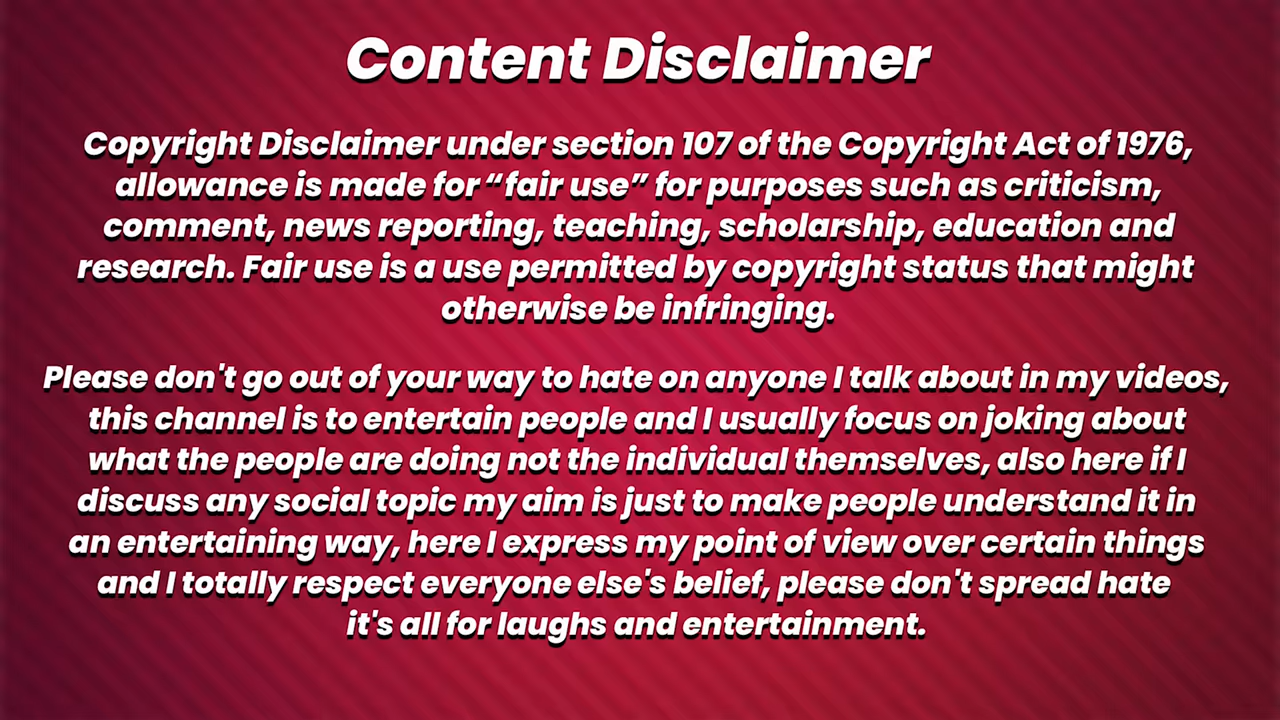 Content Disclaimer
Copyright Disclaimer under section 107 of the Copyright Act of 1976,
allowance is made for “fair use” for purposes such as criticism,
comment, news reporting, teaching, scholarship, education and
research. Fair use is a use permitted by copyright status that might
otherwise be infringing.
Please don't go out of your way to hate on anyone I talk about in my videos,
this channel is to entertain people and I usually focus on joking about
what the people are doing not the individual themselves, also here if I
discuss any social topic my aim is just to make people understand it in
an entertaining way, here I express my point of view over certain things
and I totally respect everyone else's belief, please don't spread hate
it's all for laughs and entertainment.